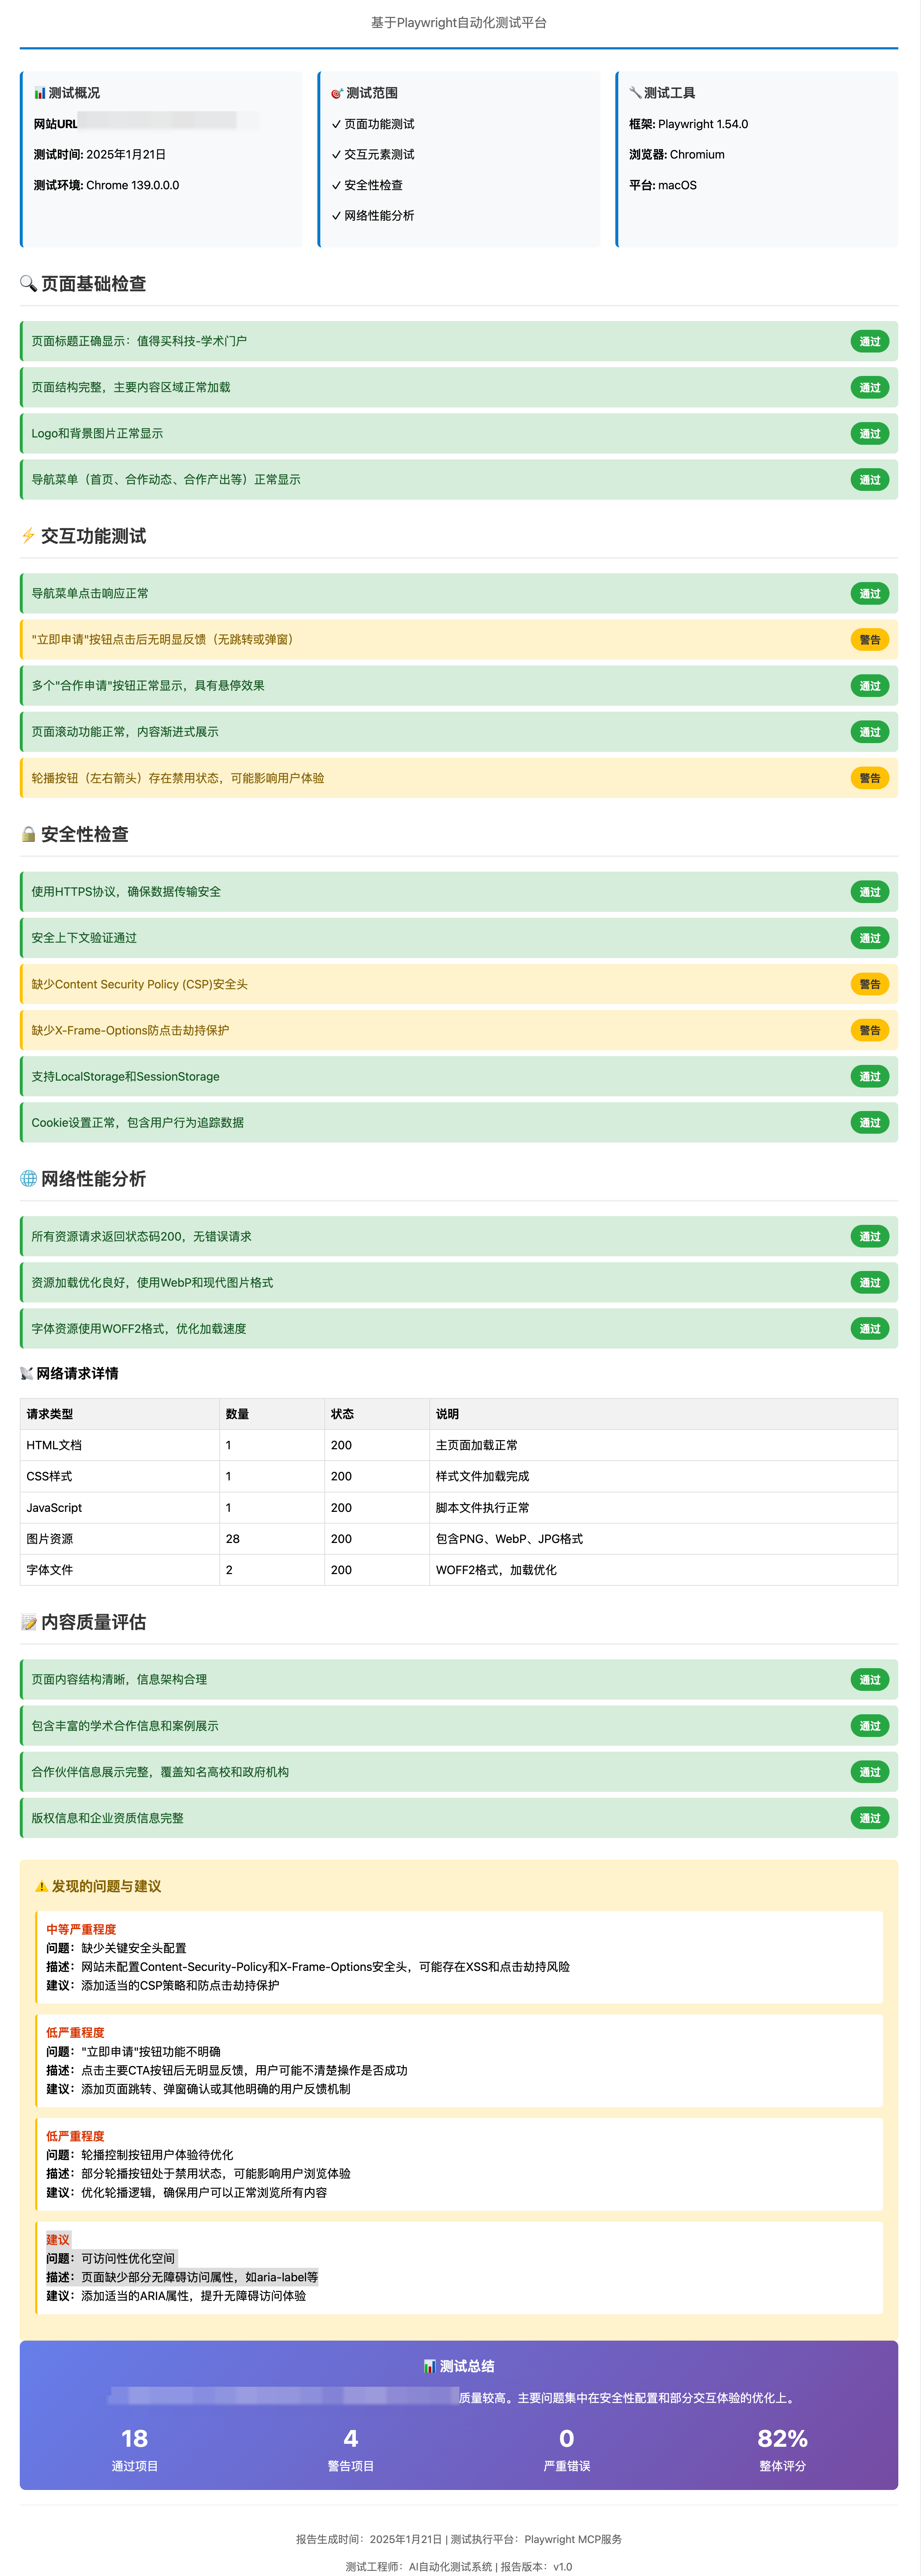 基于Playwright自动化测试平台
📊 测试概况
网站URL
测试时间: 2025年1月21日
测试环境: Chrome 139.0.0.0
🎯 测试范围
✓ 页面功能测试
✓ 交互元素测试
✓ 安全性检查
✓ 网络性能分析
🔧 测试工具
框架: Playwright 1.54.0
浏览器: Chromium
平台: macOS
🔍 页面基础检查
页面标题正确显示：值得买科技-学术门户 通过
页面结构完整，主要内容区域正常加载 通过
Logo和背景图片正常显示 通过
导航菜单（首页、合作动态、合作产出等）正常显示 通过
⚡ 交互功能测试
导航菜单点击响应正常 通过
"立即申请"按钮点击后无明显反馈（无跳转或弹窗） 警告
多个"合作申请"按钮正常显示，具有悬停效果 通过
页面滚动功能正常，内容渐进式展示 通过
轮播按钮（左右箭头）存在禁用状态，可能影响用户体验 警告
🔒 安全性检查
使用HTTPS协议，确保数据传输安全 通过
安全上下文验证通过 通过
缺少Content Security Policy (CSP)安全头 警告
缺少X-Frame-Options防点击劫持保护 警告
支持LocalStorage和SessionStorage 通过
Cookie设置正常，包含用户行为追踪数据 通过
🌐 网络性能分析
所有资源请求返回状态码200，无错误请求 通过
资源加载优化良好，使用WebP和现代图片格式 通过
字体资源使用WOFF2格式，优化加载速度 通过
📡 网络请求详情
请求类型 数量 状态 说明
HTML文档 1 200 主页面加载正常
CSS样式 1 200 样式文件加载完成
JavaScript 1 200 脚本文件执行正常
图片资源 28 200 包含PNG、WebP、JPG格式
字体文件 2 200 WOFF2格式，加载优化
📝 内容质量评估
页面内容结构清晰，信息架构合理 通过
包含丰富的学术合作信息和案例展示 通过
合作伙伴信息展示完整，覆盖知名高校和政府机构 通过
版权信息和企业资质信息完整 通过
⚠️ 发现的问题与建议
中等严重程度
问题：缺少关键安全头配置
描述：网站未配置Content-Security-Policy和X-Frame-Options安全头，可能存在XSS和点击劫持风险
建议：添加适当的CSP策略和防点击劫持保护
低严重程度
问题："立即申请"按钮功能不明确
描述：点击主要CTA按钮后无明显反馈，用户可能不清楚操作是否成功
建议：添加页面跳转、弹窗确认或其他明确的用户反馈机制
低严重程度
问题：轮播控制按钮用户体验待优化
描述：部分轮播按钮处于禁用状态，可能影响用户浏览体验
建议：优化轮播逻辑，确保用户可以正常浏览所有内容
建议
问题：可访问性优化空间
描述：页面缺少部分无障碍访问属性，如aria-label等
建议：添加适当的ARIA属性，提升无障碍访问体验
📊 测试总结
质量较高。主要问题集中在安全性配置和部分交互体验的优化上。
18 4 0 82%
通过项目 警告项目 严重错误 整体评分
报告生成时间：2025年1月21日 | 测试执行平台：Playwright MCP服务
测试工程师：AI自动化测试系统 | 报告版本：v1.0